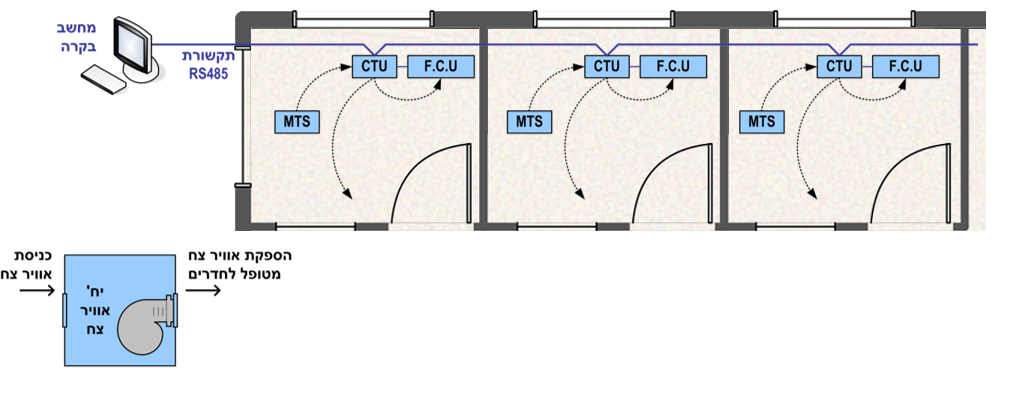 מחשב
בקרה
תקשורת
RS485
CTU
F.C.U
MTS
CTU
F.C.U
MTS
CTU
F.C.U
MTS
כניסת
אוויר צח
הספקת אוויר צח
מטופל לחדרים
יח'
אוויר
צח